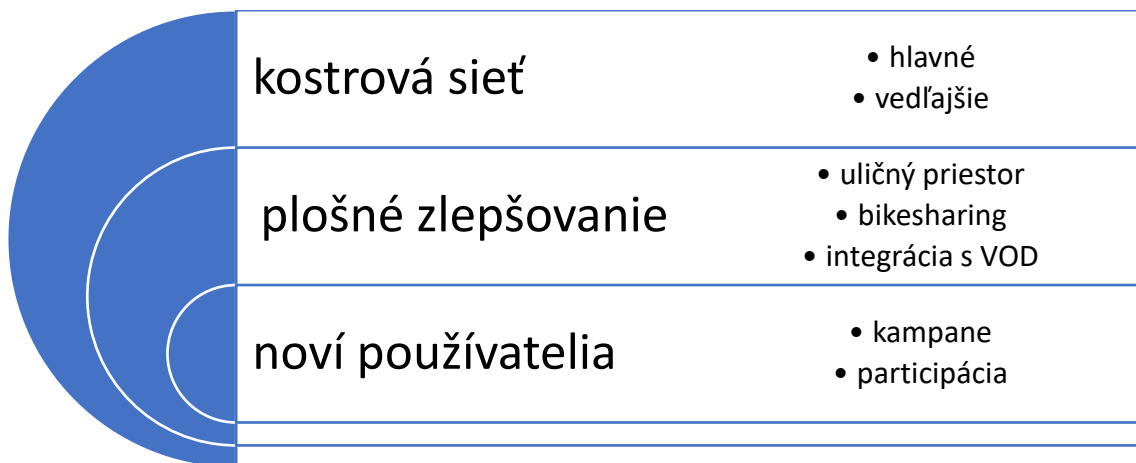 kostrová sieť
• hlavné
• vedľajšie
plošné zlepšovanie
• uličný priestor
• bikesharing
• integrácia s VOD
noví používatelia
• kampane
• participácia